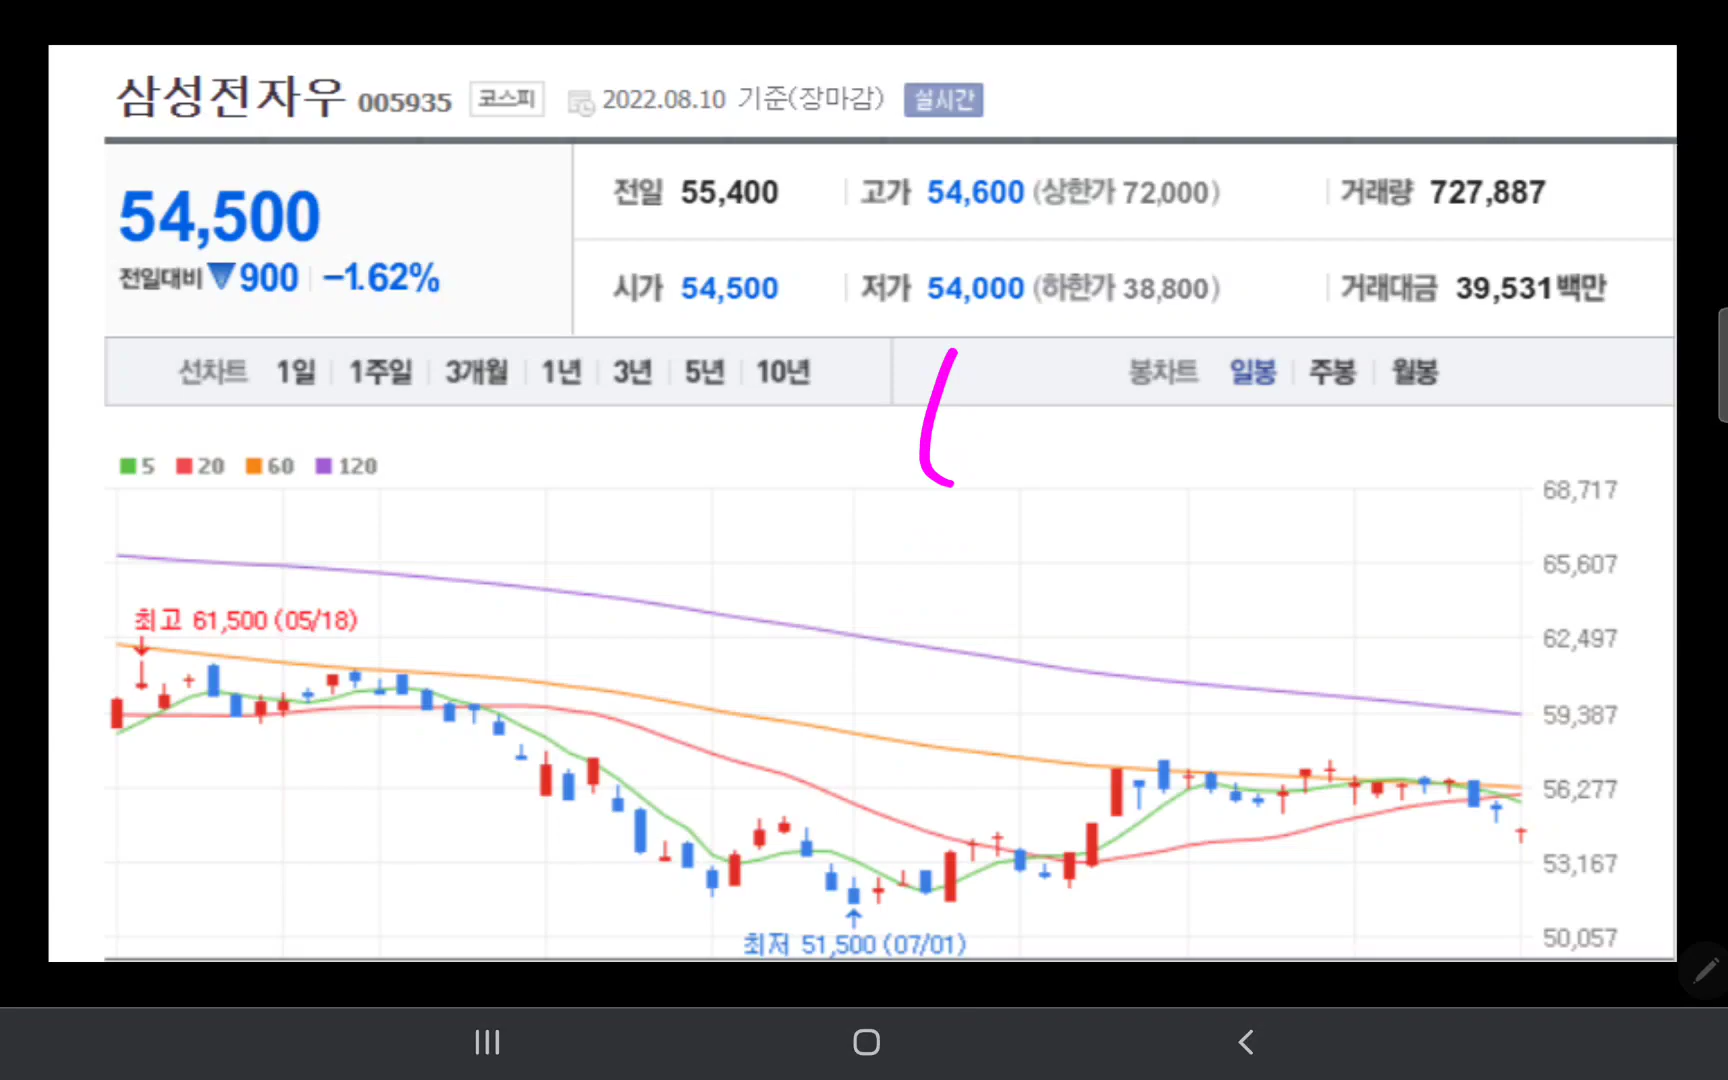 삼성전자우 005935 코스피 2022.08.10 기준(장마감) 실시간
54,500
전일대비 ▼900 -1.62%
전일 55,400 고가 54,600 (상한가 72,000) 거래량 727,887
시가 54,500 저가 54,000 (하한가 38,800) 거래대금 39,531백만
선차트 1일 1주일 3개월 1년 3년 5년 10년 봉차트 일봉 주봉 월봉
5 20 60 120
68,717
65,607
최고 61,500 (05/18)
62,497
59,387
56,277
53,167
최저 51,500 (07/01)
50,057